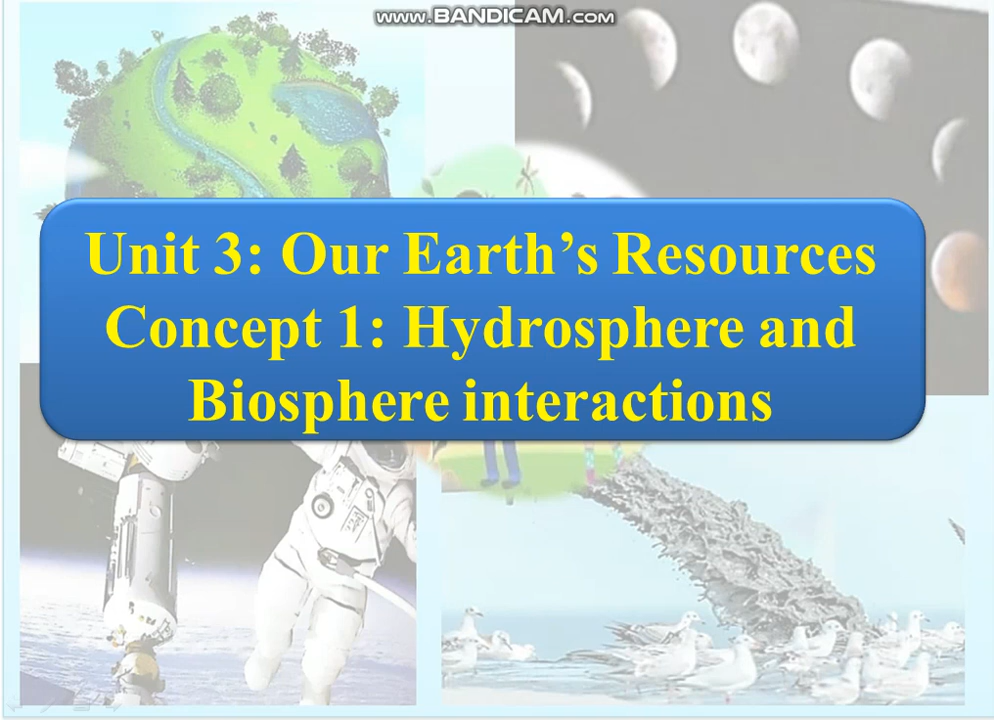 www.BANDICAM.com
Unit 3: Our Earth’s Resources
Concept 1: Hydrosphere and
Biosphere interactions